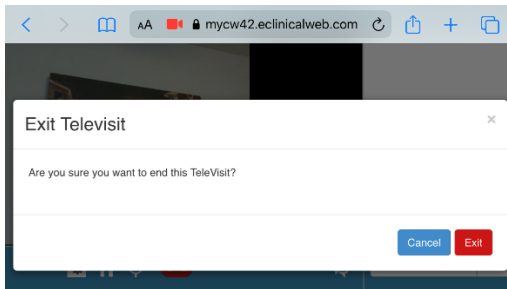 AA mycw42.eclinicalweb.com
Exit Televisit ×
Are you sure you want to end this TeleVisit?
Cancel Exit